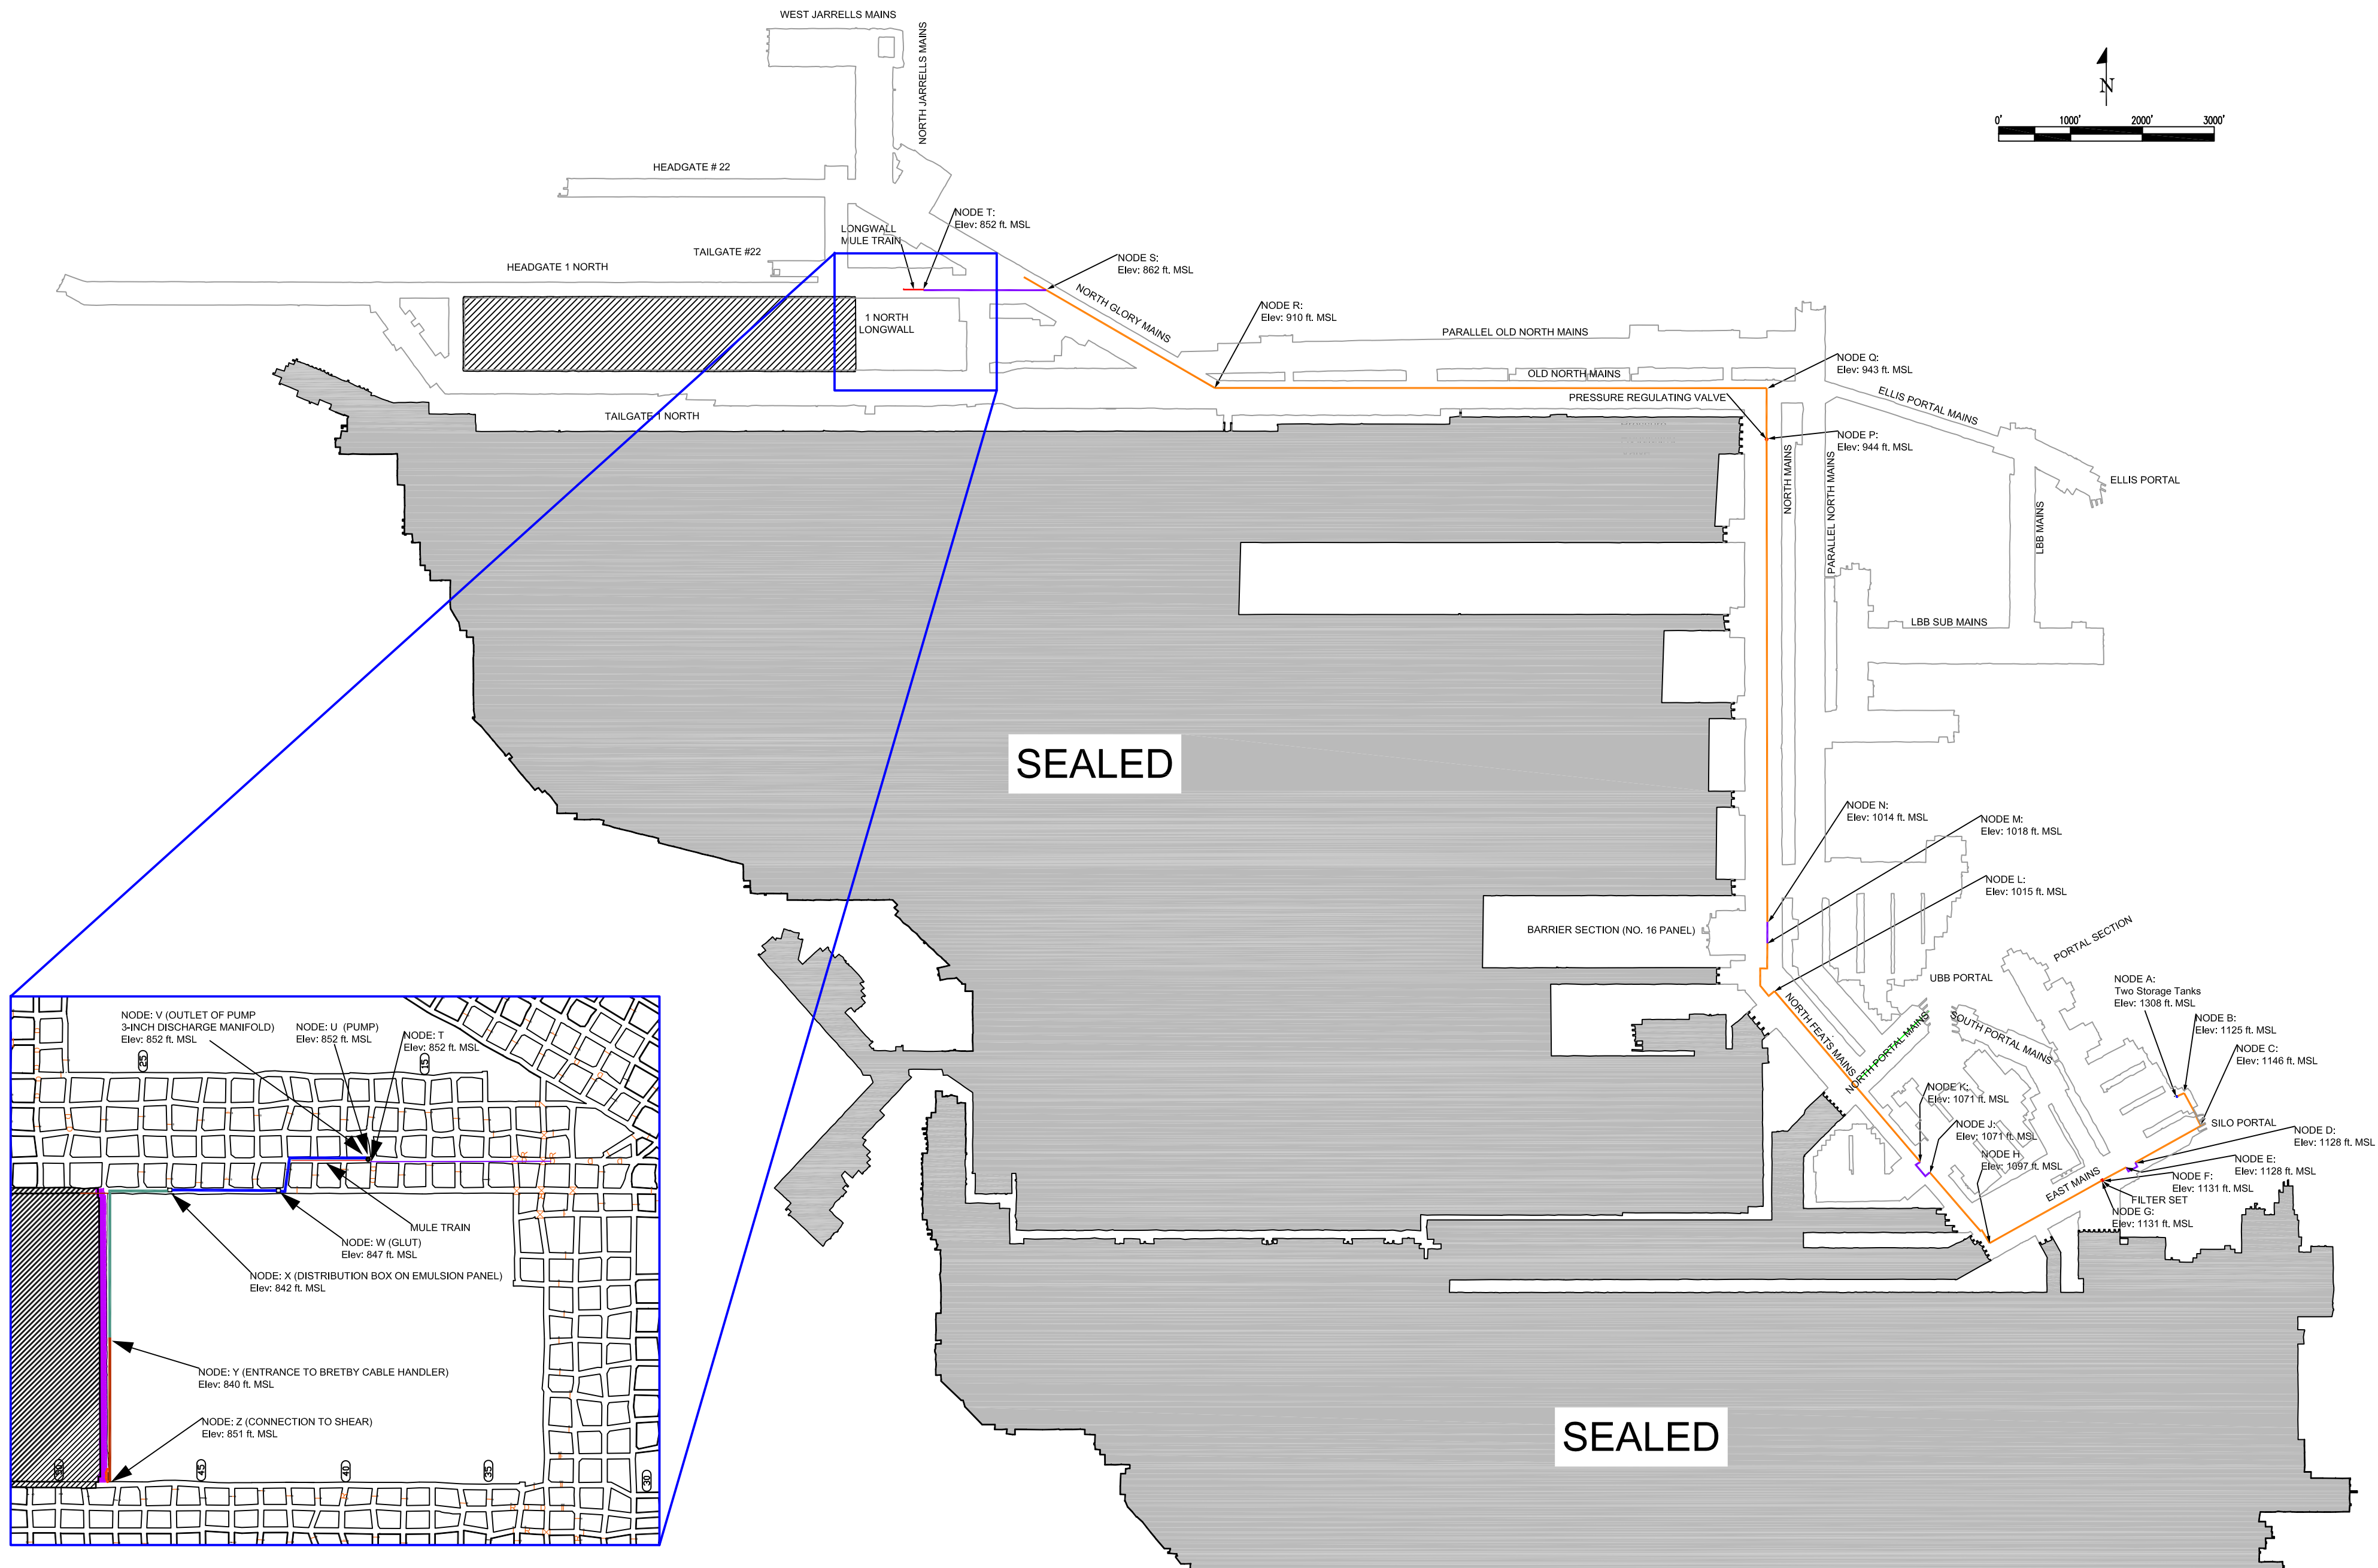 WEST JARRELLS MAINS
NORTH JARRELLS MAINS
N
0' 1000' 2000' 3000'
HEADGATE # 22
NODE T:
Elev: 852 ft. MSL
LONGWALL
MULE TRAIN
TAILGATE #22
HEADGATE 1 NORTH
NODE S:
Elev: 862 ft. MSL
NORTH GLORY MAINS
1 NORTH
LONGWALL
NODE R:
Elev: 910 ft. MSL
PARALLEL OLD NORTH MAINS
OLD NORTH MAINS
NODE Q:
Elev: 943 ft. MSL
PRESSURE REGULATING VALVE
ELLIS PORTAL MAINS
TAILGATE 1 NORTH
NODE P:
Elev: 944 ft. MSL
NORTH MAINS
PARALLEL NORTH MAINS
ELLIS PORTAL
LBB MAINS
LBB SUB MAINS
SEALED
NODE N:
Elev: 1014 ft. MSL
NODE M:
Elev: 1018 ft. MSL
NODE L:
Elev: 1015 ft. MSL
BARRIER SECTION (NO. 16 PANEL)
PORTAL SECTION
UBB PORTAL
NODE A:
Two Storage Tanks
Elev: 1308 ft. MSL
NODE B:
Elev: 1125 ft. MSL
NORTH FEATS MAINS
NORTH PORTAL MAINS
SOUTH PORTAL MAINS
NODE C:
Elev: 1146 ft. MSL
NODE K:
Elev: 1071 ft. MSL
NODE J:
Elev: 1071 ft. MSL
SILO PORTAL
NODE D:
Elev: 1128 ft. MSL
NODE H
Elev: 1097 ft. MSL
NODE E:
Elev: 1128 ft. MSL
EAST MAINS
NODE F:
Elev: 1131 ft. MSL
FILTER SET
NODE G:
Elev: 1131 ft. MSL
NODE: V (OUTLET OF PUMP
3-INCH DISCHARGE MANIFOLD)
Elev: 852 ft. MSL
NODE: U (PUMP)
Elev: 852 ft. MSL
NODE: T
Elev: 852 ft. MSL
25
15
MULE TRAIN
NODE: W (GLUT)
Elev: 847 ft. MSL
NODE: X (DISTRIBUTION BOX ON EMULSION PANEL)
Elev: 842 ft. MSL
NODE: Y (ENTRANCE TO BRETBY CABLE HANDLER)
Elev: 840 ft. MSL
NODE: Z (CONNECTION TO SHEAR)
Elev: 851 ft. MSL
50
45
40
35
30
SEALED